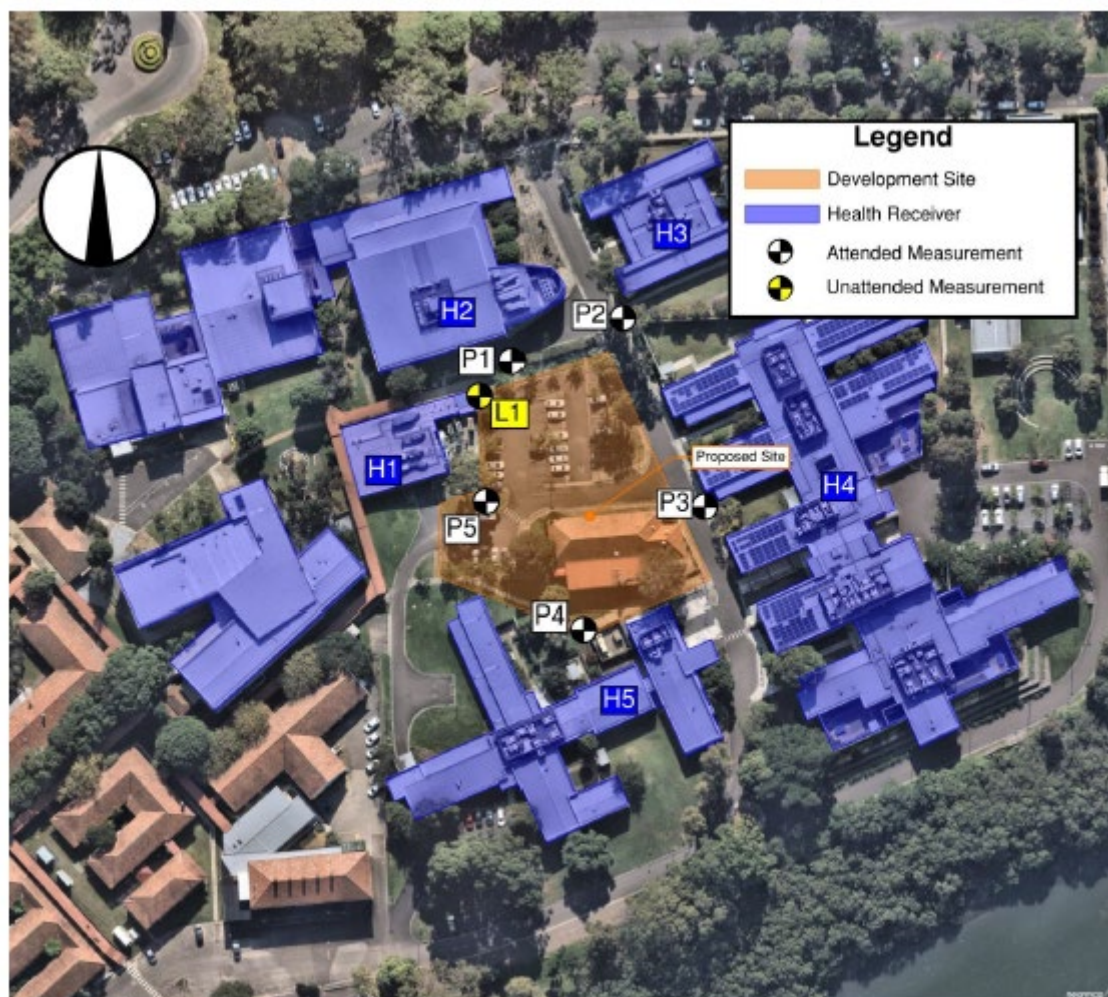 Legend
Development Site
Health Receiver
Attended Measurement
Unattended Measurement
H3
H2
P2
P1
L1
H1
Proposed Site
H4
P3
P5
P4
H5